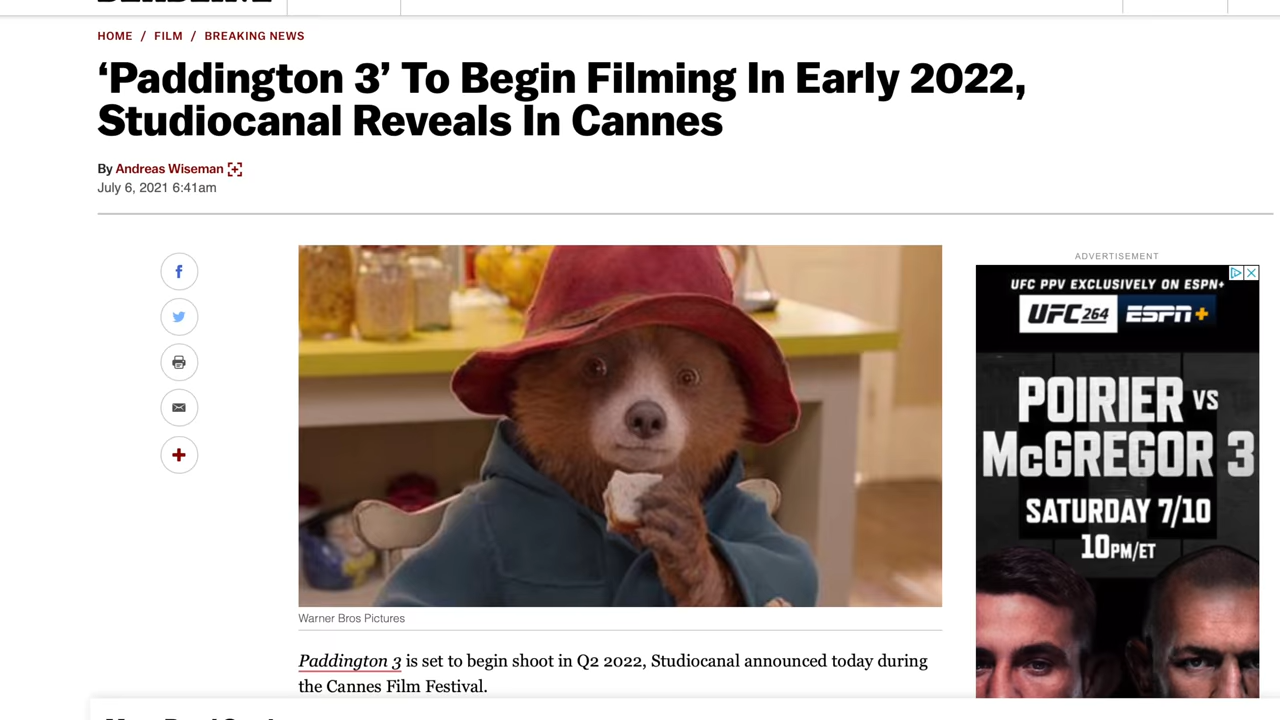 HOME / FILM / BREAKING NEWS
‘Paddington 3’ To Begin Filming In Early 2022,
Studiocanal Reveals In Cannes
By Andreas Wiseman
July 6, 2021 6:41am
ADVERTISEMENT
UFC PPV EXCLUSIVELY ON ESPN+
UFC 264 ESPN+
POIRIER VS
McGREGOR 3
SATURDAY 7/10
10PM/ET
Warner Bros Pictures
Paddington 3 is set to begin shoot in Q2 2022, Studiocanal announced today during
the Cannes Film Festival.